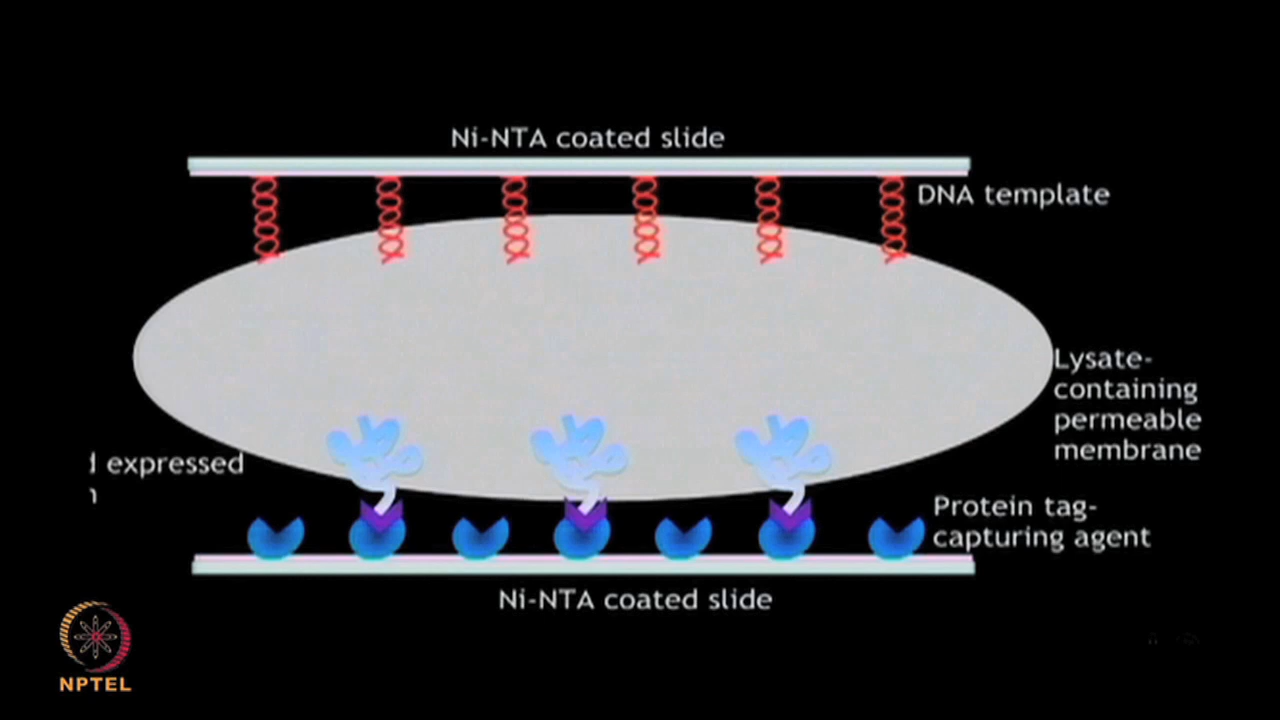 Ni-NTA coated slide
DNA template
Lysate-
containing
permeable
membrane
expressed
Protein tag-
capturing agent
Ni-NTA coated slide
NPTEL